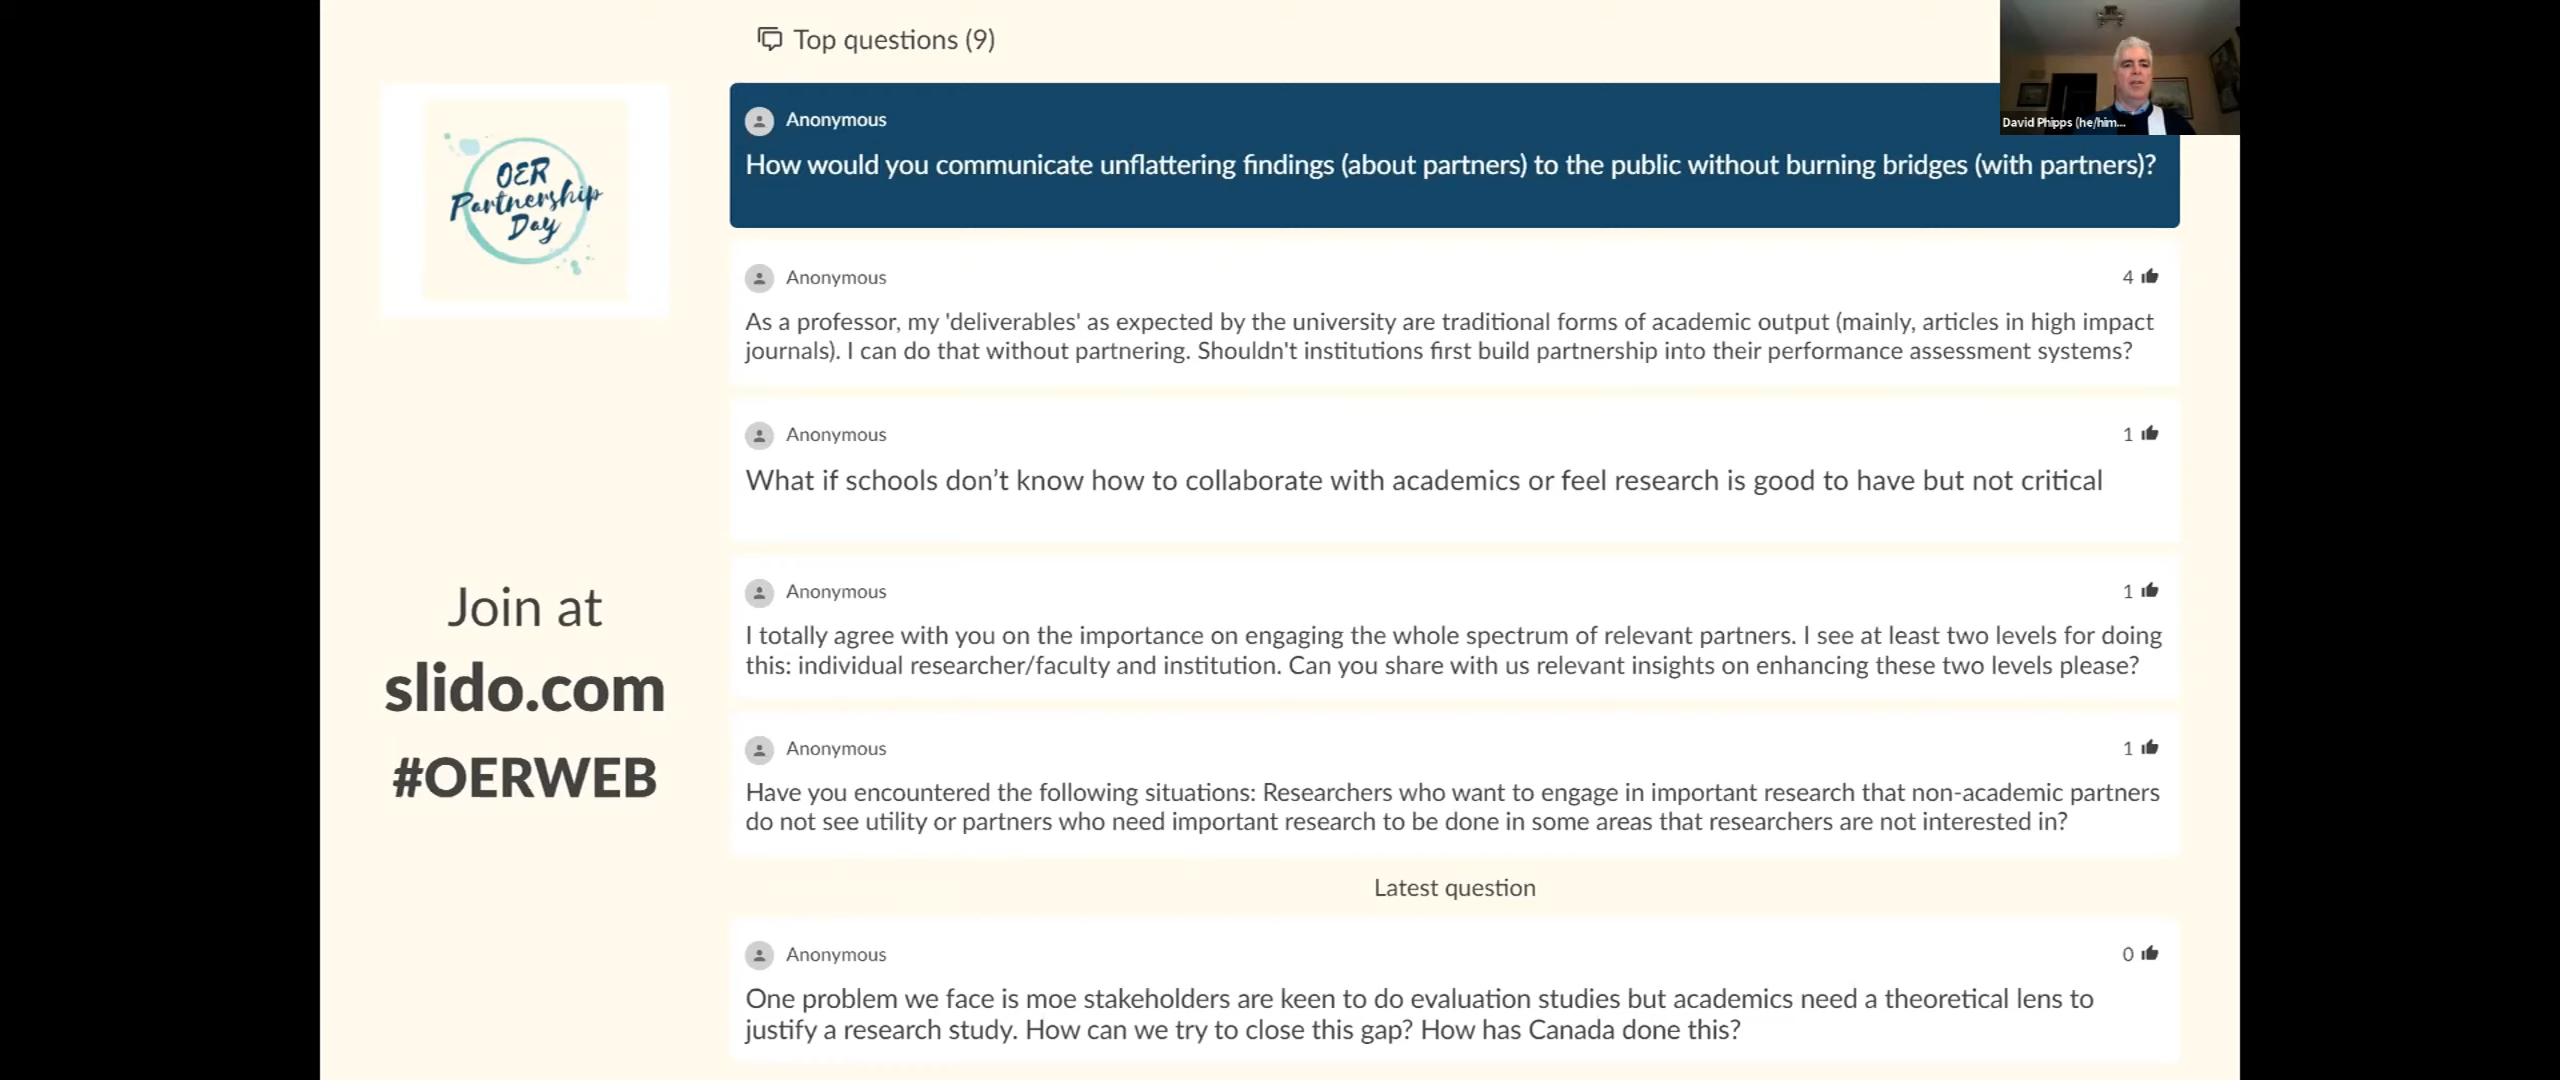 Top questions (9)
David Phipps (he/him...
OER
Partnership
Day
Join at
slido.com
#OERWEB
Anonymous
How would you communicate unflattering findings (about partners) to the public without burning bridges (with partners)?
Anonymous
4
As a professor, my 'deliverables' as expected by the university are traditional forms of academic output (mainly, articles in high impact
journals). I can do that without partnering. Shouldn't institutions first build partnership into their performance assessment systems?
Anonymous
1
What if schools don’t know how to collaborate with academics or feel research is good to have but not critical
Anonymous
1
I totally agree with you on the importance on engaging the whole spectrum of relevant partners. I see at least two levels for doing
this: individual researcher/faculty and institution. Can you share with us relevant insights on enhancing these two levels please?
Anonymous
1
Have you encountered the following situations: Researchers who want to engage in important research that non-academic partners
do not see utility or partners who need important research to be done in some areas that researchers are not interested in?
Latest question
Anonymous
0
One problem we face is moe stakeholders are keen to do evaluation studies but academics need a theoretical lens to
justify a research study. How can we try to close this gap? How has Canada done this?